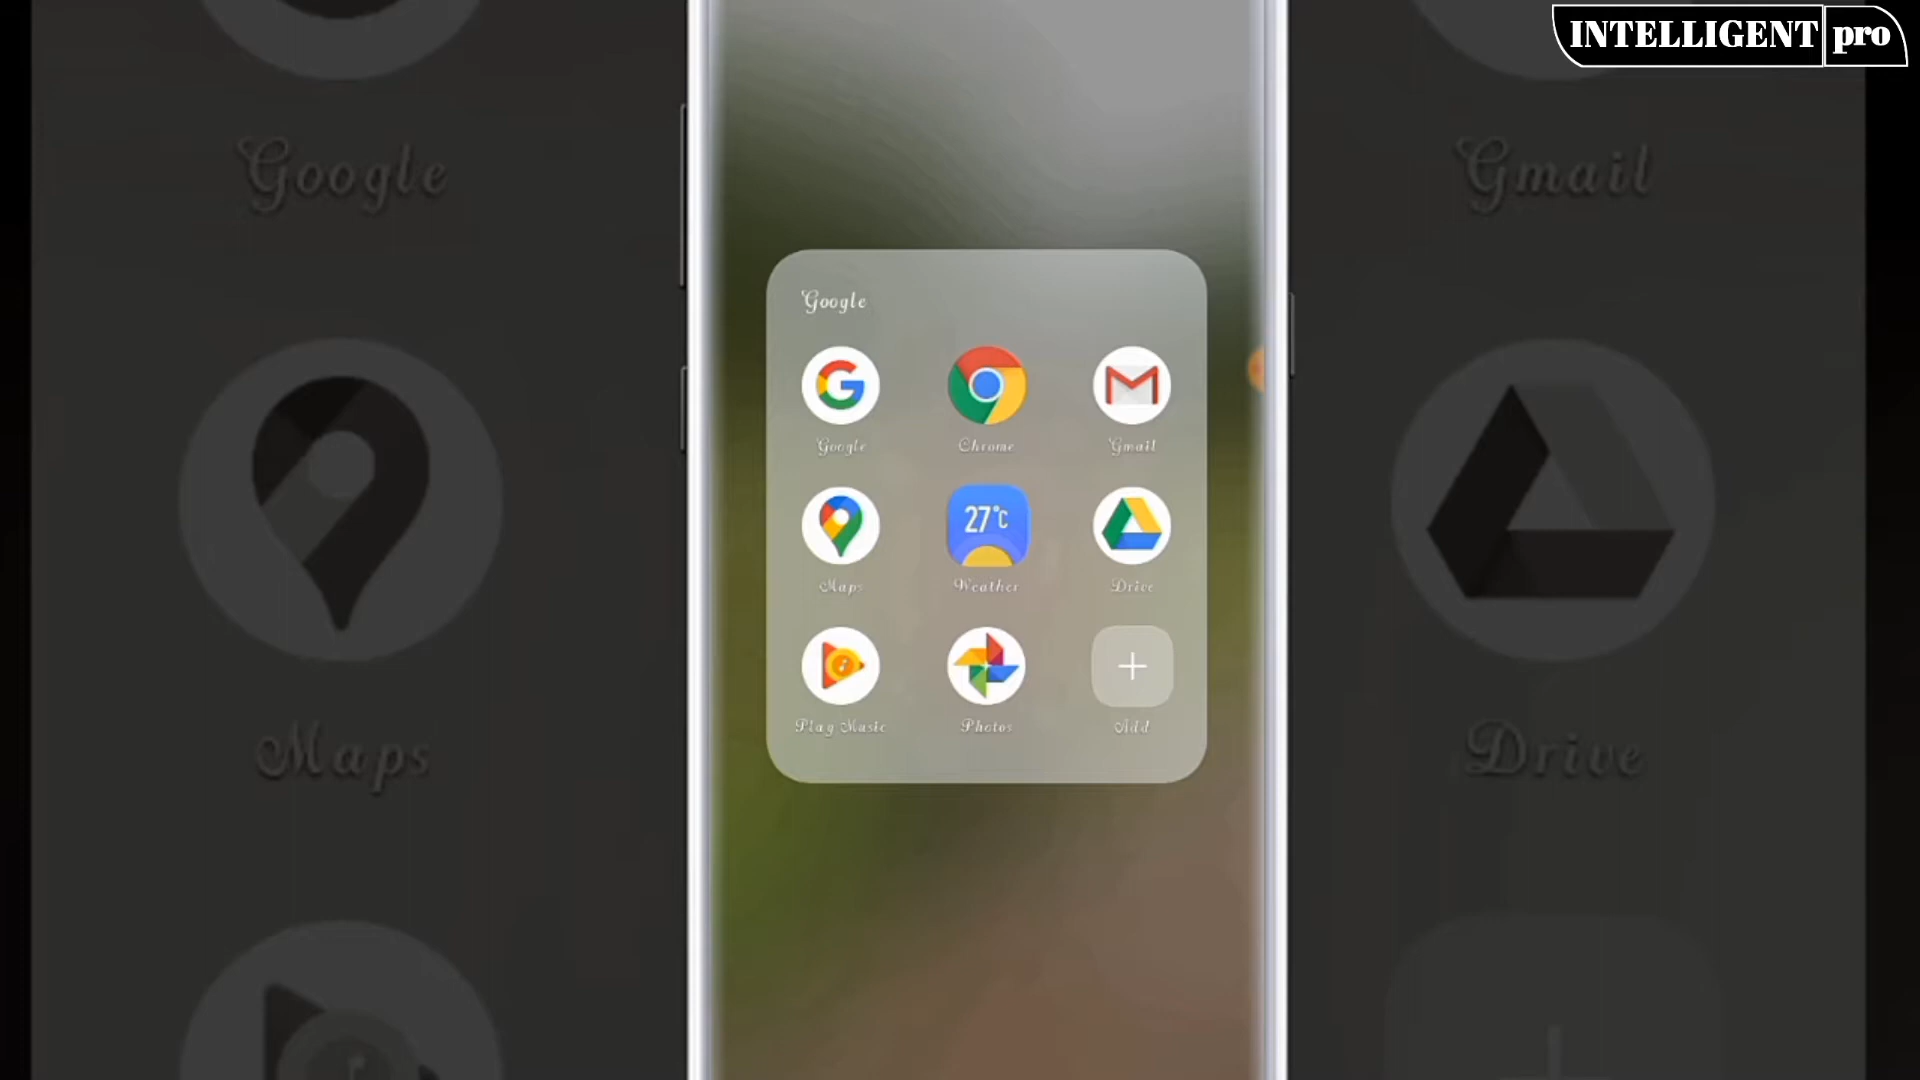 INTELLIGENT pro
Google
Gmail
Google
Google
Chrome
Gmail
27°C
Maps
Weather
Drive
Play Music
Photos
Add
Maps
Drive